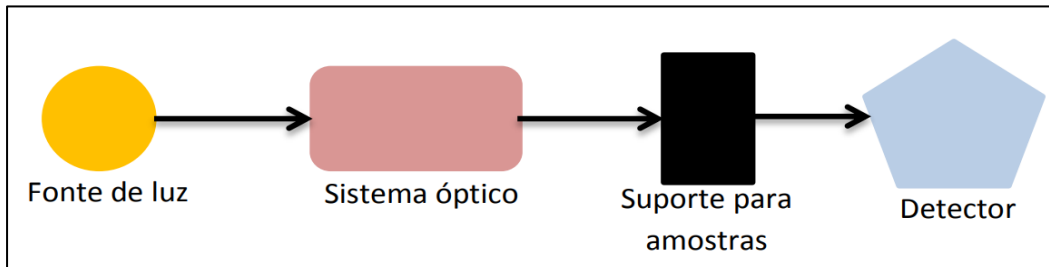 Fonte de luz
Sistema óptico
Suporte para
amostras
Detector